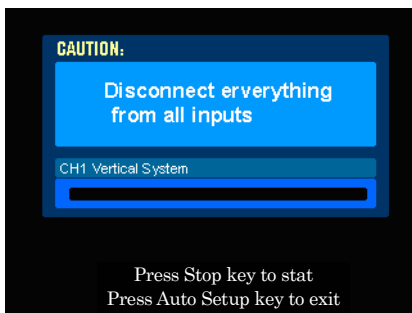 CAUTION:
Disconnect erverything
from all inputs
CH1 Vertical System
Press Stop key to stat
Press Auto Setup key to exit